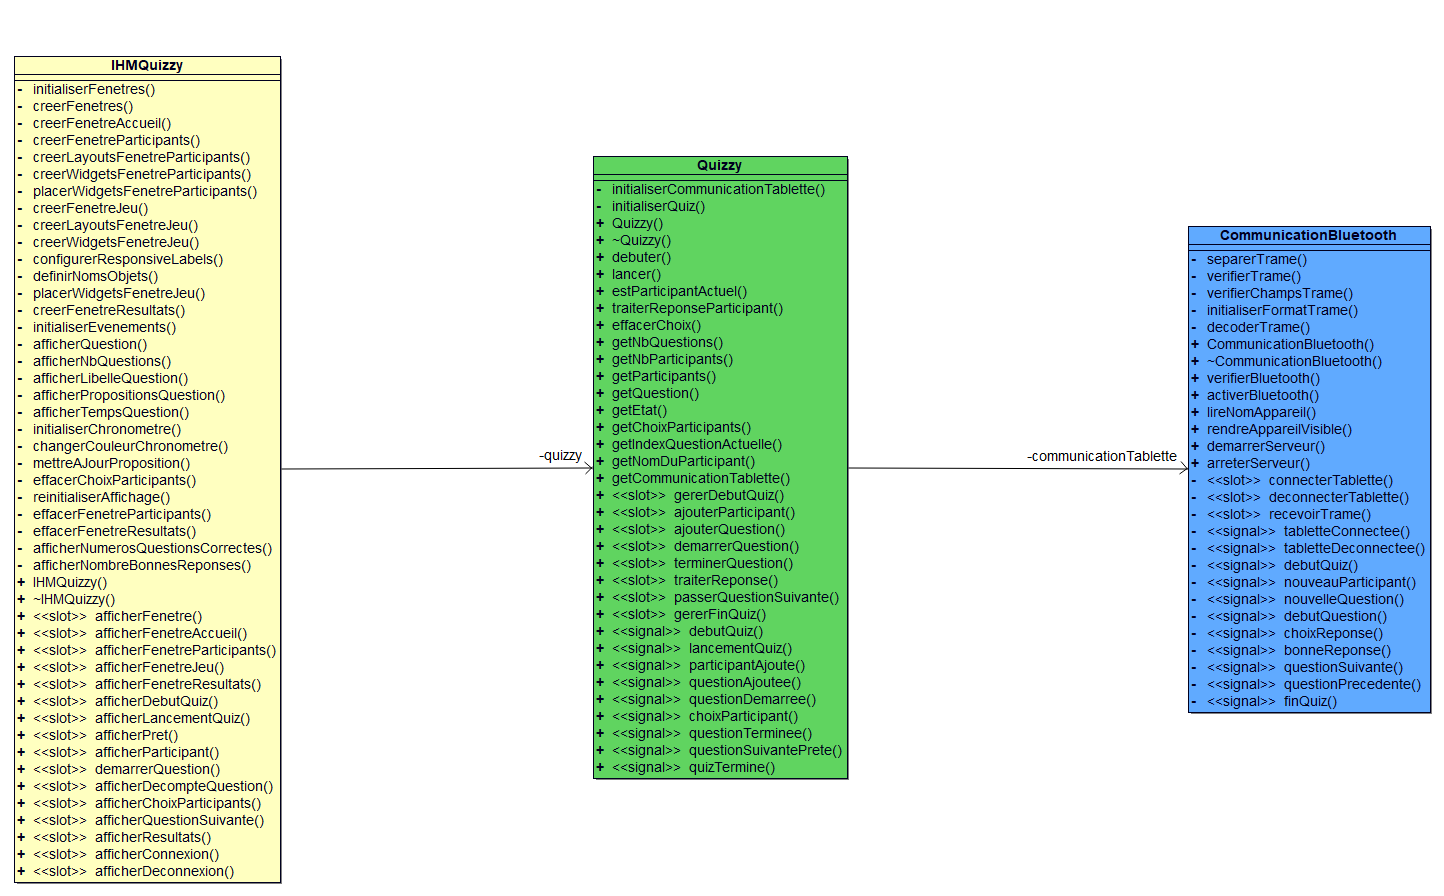 IHMQuizzy
- initialiserFenetres()
- creerFenetres()
- creerFenetreAccueil()
- creerFenetreParticipants()
- creerLayoutsFenetreParticipants()
- creerWidgetsFenetreParticipants()
- placerWidgetsFenetreParticipants()
- creerFenetreJeu()
- creerLayoutsFenetreJeu()
- creerWidgetsFenetreJeu()
- configurerResponsiveLabels()
- definirNomsObjets()
- placerWidgetsFenetreJeu()
- creerFenetreResultats()
- initialiserEvenements()
- afficherQuestion()
- afficherNbQuestions()
- afficherLibelleQuestion()
- afficherPropositionsQuestion()
- afficherTempsQuestion()
- initialiserChronometre()
- changerCouleurChronometre()
- mettreAJourProposition()
- effacerChoixParticipants()
- reinitialiserAffichage()
- effacerFenetreParticipants()
- effacerFenetreResultats()
- afficherNumerosQuestionsCorrectes()
- afficherNombreBonnesReponses()
+ IHMQuizzy()
+ ~IHMQuizzy()
+ <<slot>> afficherFenetre()
+ <<slot>> afficherFenetreAccueil()
+ <<slot>> afficherFenetreParticipants()
+ <<slot>> afficherFenetreJeu()
+ <<slot>> afficherFenetreResultats()
+ <<slot>> afficherDebutQuiz()
+ <<slot>> afficherLancementQuiz()
+ <<slot>> afficherPret()
+ <<slot>> afficherParticipant()
+ <<slot>> demarrerQuestion()
+ <<slot>> afficherDecompteQuestion()
+ <<slot>> afficherChoixParticipants()
+ <<slot>> afficherQuestionSuivante()
+ <<slot>> afficherResultats()
+ <<slot>> afficherConnexion()
+ <<slot>> afficherDeconnexion()
-quizzy
Quizzy
- initialiserCommunicationTablette()
- initialiserQuiz()
+ Quizzy()
+ ~Quizzy()
+ debuter()
+ lancer()
+ estParticipantActuel()
+ traiterReponseParticipant()
+ effacerChoix()
+ getNbQuestions()
+ getNbParticipants()
+ getParticipants()
+ getQuestion()
+ getEtat()
+ getChoixParticipants()
+ getIndexQuestionActuelle()
+ getNomDuParticipant()
+ getCommunicationTablette()
+ <<slot>> gererDebutQuiz()
+ <<slot>> ajouterParticipant()
+ <<slot>> ajouterQuestion()
+ <<slot>> demarrerQuestion()
+ <<slot>> terminerQuestion()
+ <<slot>> traiterReponse()
+ <<slot>> passerQuestionSuivante()
+ <<slot>> gererFinQuiz()
+ <<signal>> debutQuiz()
+ <<signal>> lancementQuiz()
+ <<signal>> participantAjoute()
+ <<signal>> questionAjoutee()
+ <<signal>> questionDemarree()
+ <<signal>> choixParticipant()
+ <<signal>> questionTerminee()
+ <<signal>> questionSuivantePrete()
+ <<signal>> quizTermine()
-communicationTablette
CommunicationBluetooth
- separerTrame()
- verifierTrame()
- verifierChampsTrame()
- initialiserFormatTrame()
- decoderTrame()
+ CommunicationBluetooth()
+ ~CommunicationBluetooth()
+ verifierBluetooth()
+ activerBluetooth()
+ lireNomAppareil()
+ rendreAppareilVisible()
+ demarrerServeur()
+ arreterServeur()
- <<slot>> connecterTablette()
- <<slot>> deconnecterTablette()
- <<slot>> recevoirTrame()
- <<signal>> tabletteConnectee()
- <<signal>> tabletteDeconnectee()
- <<signal>> debutQuiz()
- <<signal>> nouveauParticipant()
- <<signal>> nouvelleQuestion()
- <<signal>> debutQuestion()
- <<signal>> choixReponse()
- <<signal>> bonneReponse()
- <<signal>> questionSuivante()
- <<signal>> questionPrecedente()
- <<signal>> finQuiz()